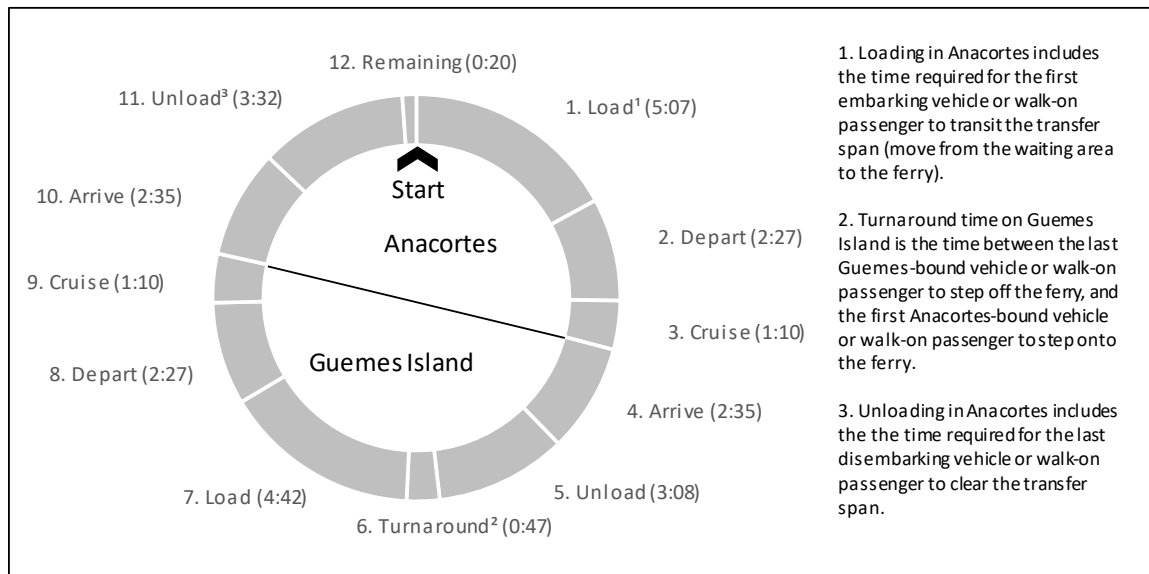 12. Remaining (0:20)
1. Load¹ (5:07)
2. Depart (2:27)
3. Cruise (1:10)
4. Arrive (2:35)
5. Unload (3:08)
6. Turnaround² (0:47)
7. Load (4:42)
8. Depart (2:27)
9. Cruise (1:10)
10. Arrive (2:35)
11. Unload³ (3:32)
Start
Anacortes
Guemes Island
1. Loading in Anacortes includes
the time required for the first
embarking vehicle or walk-on
passenger to transit the transfer
span (move from the waiting area
to the ferry).
2. Turnaround time on Guemes
Island is the time between the last
Guemes-bound vehicle or walk-on
passenger to step off the ferry, and
the first Anacortes-bound vehicle
or walk-on passenger to step onto
the ferry.
3. Unloading in Anacortes includes
the the time required for the last
disembarking vehicle or walk-on
passenger to clear the transfer
span.